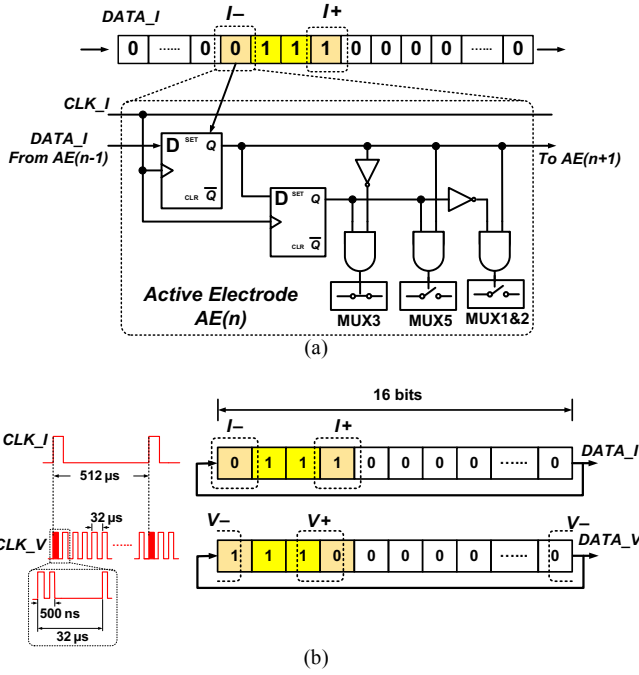 DATA_I I– I+
0 ...... 0 0 1 1 1 0 0 0 0 ...... 0
CLK_I
DATA_I
From AE(n-1)
To AE(n+1)
D SET Q
CLR Q
D SET Q
CLR Q
Active Electrode
AE(n)
MUX3 MUX5 MUX1&2
(a)
16 bits
I– I+
CLK_I
0 1 1 1 0 0 0 0 ...... 0
DATA_I
512 µs
32 µs
V– V+ V–
CLK_V
......
1 1 1 0 0 0 0 0 ...... 0
DATA_V
500 ns
32 µs
(b)